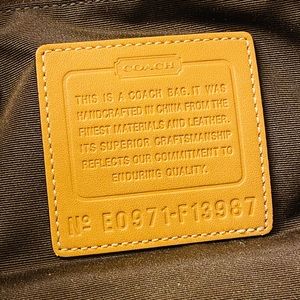 COACH
THIS IS A COACH BAG.IT WAS
HANDCRAFTED IN CHINA FROM THE
FINEST MATERIALS AND LEATHER.
ITS SUPERIOR CRAFTSMANSHIP
REFLECTS OUR COMMITMENT TO
ENDURING QUALITY.
Nº E0971-F13987